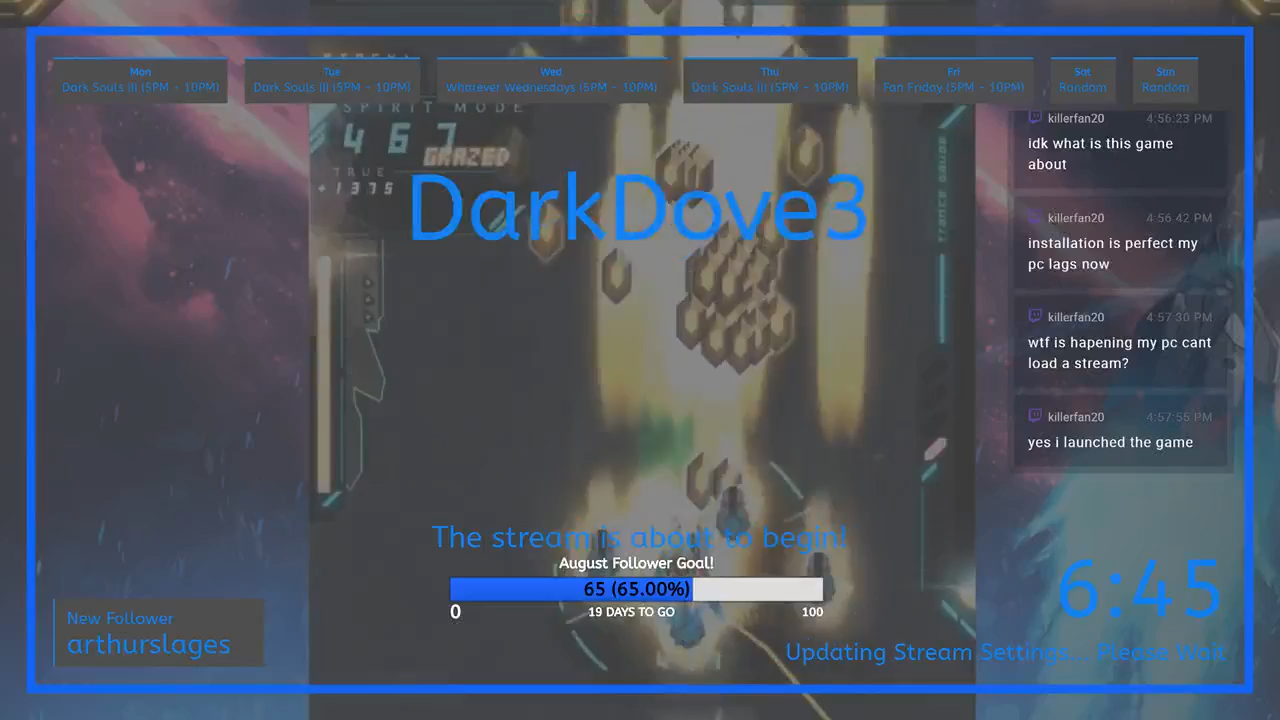 Mon
Dark Souls III (5PM - 10PM)
Tue
Dark Souls III (5PM - 10PM)
Wed
Whatever Wednesdays (5PM - 10PM)
Thu
Dark Souls III (5PM - 10PM)
Fri
Fan Friday (5PM - 10PM)
Sat
Random
Sun
Random
SPIRIT MODE
467
GRAZED
TRUE
+1375
trance gauge
DarkDove3
killerfan20 4:56:23 PM
idk what is this game
about
killerfan20 4:56:42 PM
installation is perfect my
pc lags now
killerfan20 4:57:30 PM
wtf is hapening my pc cant
load a stream?
killerfan20 4:57:55 PM
yes i launched the game
The stream is about to begin!
August Follower Goal!
65 (65.00%)
0 19 DAYS TO GO 100
New Follower
arthurslages
6:45
Updating Stream Settings... Please Wait